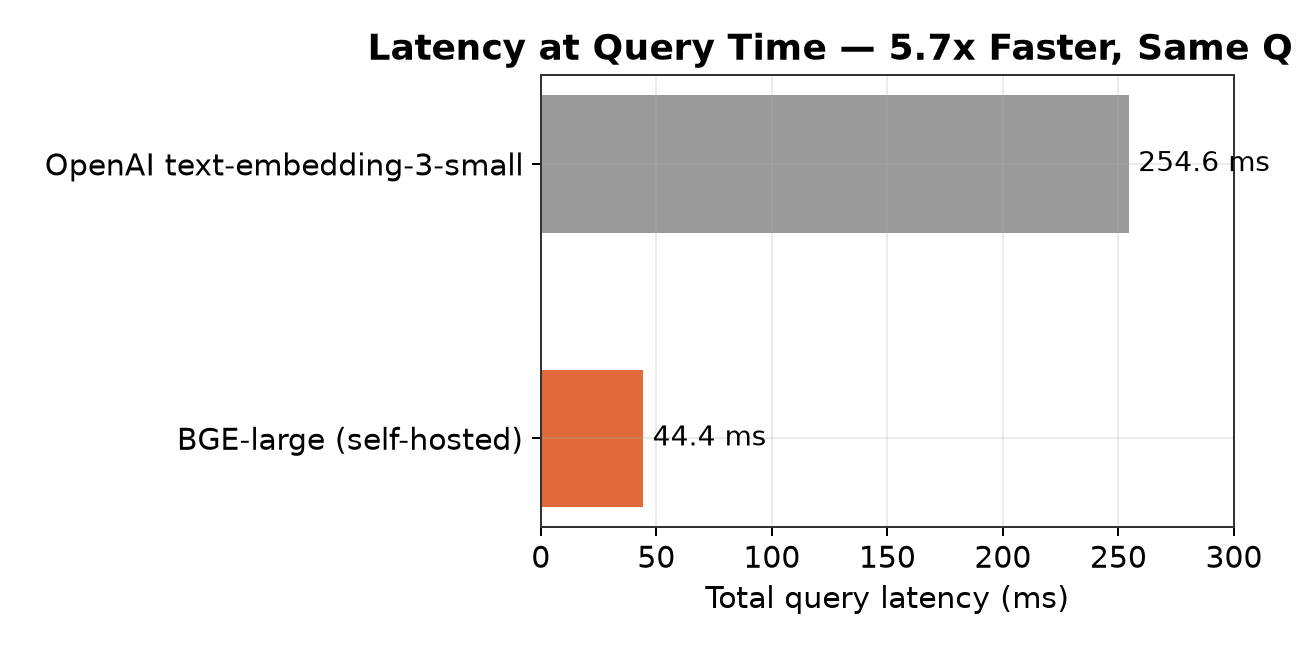 Latency at Query Time — 5.7x Faster, Same Q
OpenAI text-embedding-3-small
254.6 ms
BGE-large (self-hosted)
44.4 ms
0 50 100 150 200 250 300
Total query latency (ms)